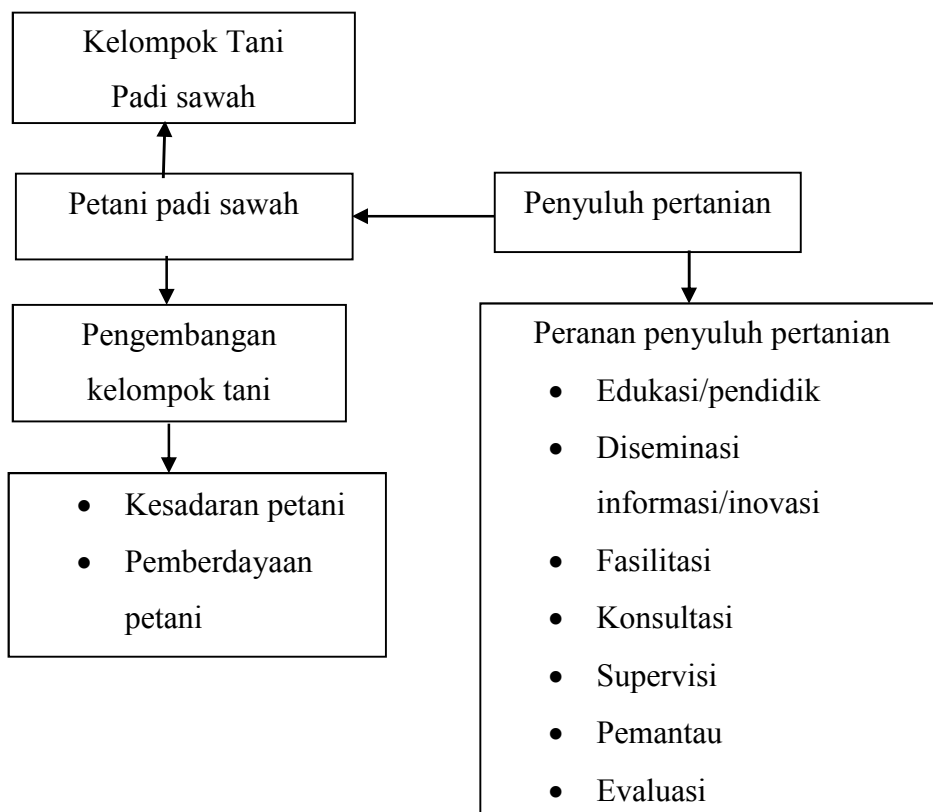 Kelompok Tani
Padi sawah
Petani padi sawah
Penyuluh pertanian
Pengembangan
kelompok tani
Peranan penyuluh pertanian
• Edukasi/pendidik
• Diseminasi
informasi/inovasi
• Fasilitasi
• Konsultasi
• Supervisi
• Pemantau
• Evaluasi
• Kesadaran petani
• Pemberdayaan
petani